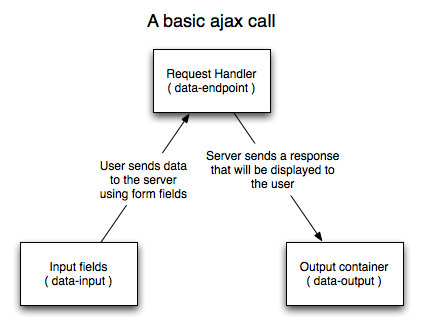 A basic ajax call
Request Handler
( data-endpoint )
User sends data
to the server
using form fields
Server sends a response
that will be displayed to
the user
Input fields
( data-input )
Output container
( data-output )